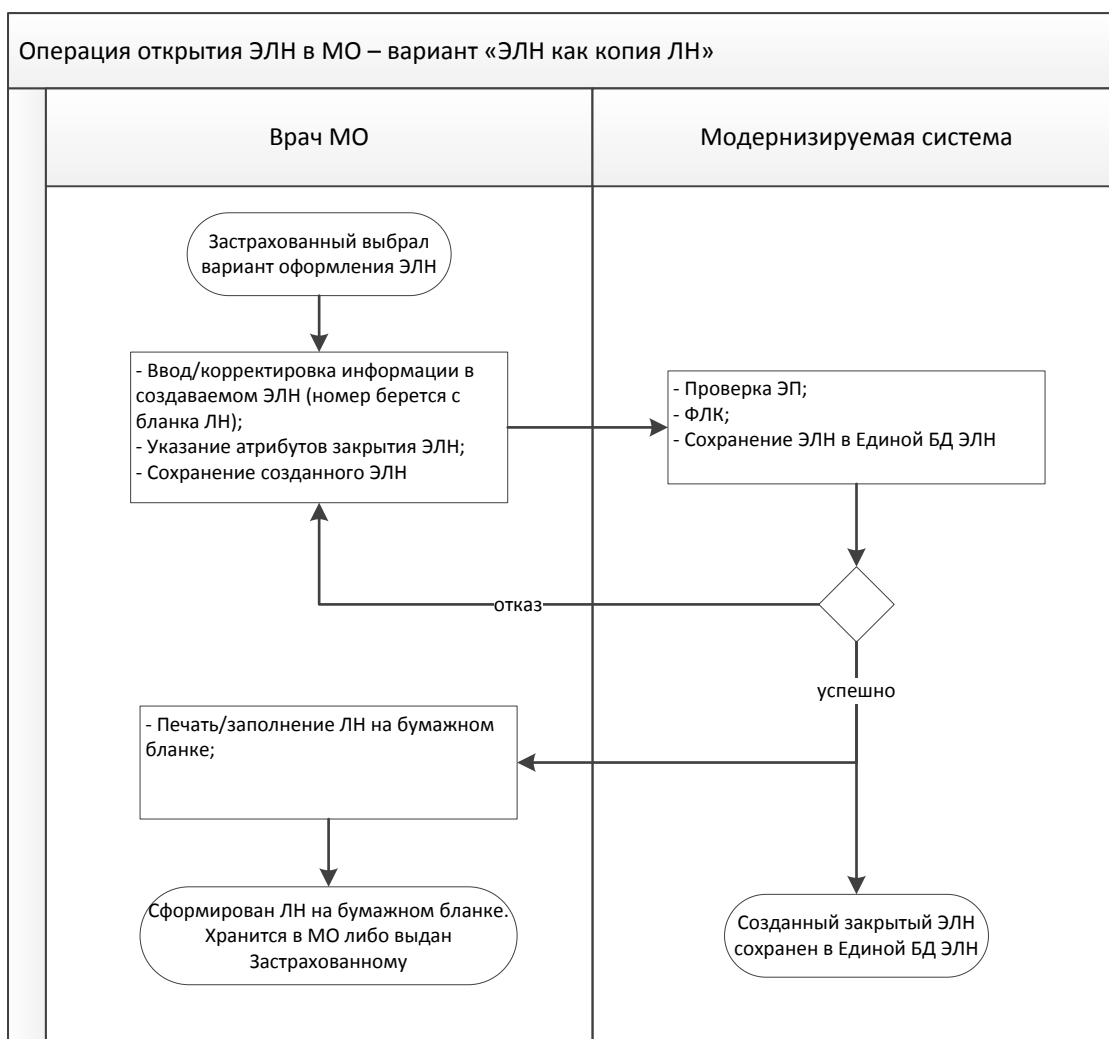 Операция открытия ЭЛН в МО – вариант «ЭЛН как копия ЛН»
Врач МО
Модернизируемая система
Застрахованный выбрал
вариант оформления ЭЛН
- Ввод/корректировка информации в
создаваемом ЭЛН (номер берется с
бланка ЛН);
- Указание атрибутов закрытия ЭЛН;
- Сохранение созданного ЭЛН
- Проверка ЭП;
- ФЛК;
- Сохранение ЭЛН в Единой БД ЭЛН
отказ
успешно
- Печать/заполнение ЛН на бумажном
бланке;
Сформирован ЛН на бумажном бланке.
Хранится в МО либо выдан
Застрахованному
Созданный закрытый ЭЛН
сохранен в Единой БД ЭЛН